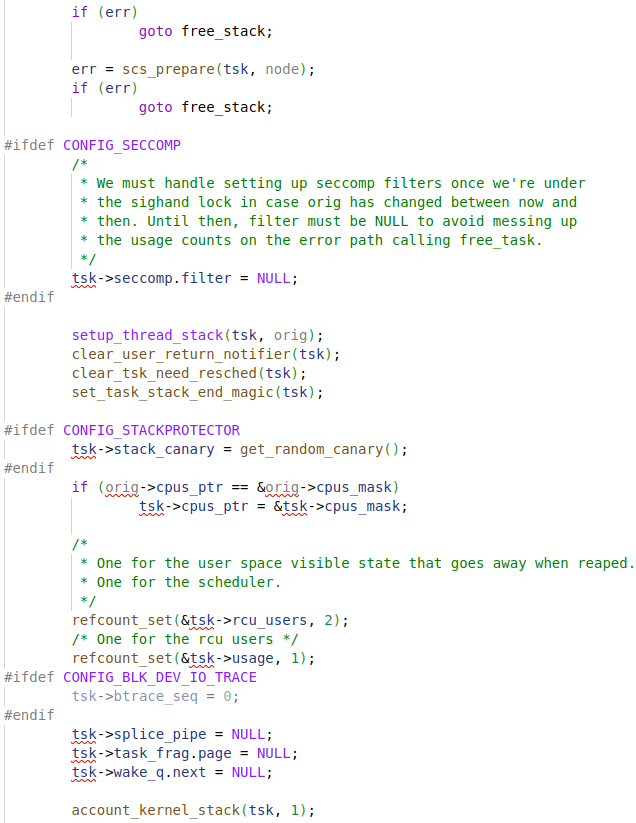 if (err)
goto free_stack;
err = scs_prepare(tsk, node);
if (err)
goto free_stack;
#ifdef CONFIG_SECCOMP
/*
* We must handle setting up seccomp filters once we're under
* the sighand lock in case orig has changed between now and
* then. Until then, filter must be NULL to avoid messing up
* the usage counts on the error path calling free_task.
*/
tsk->seccomp.filter = NULL;
#endif
setup_thread_stack(tsk, orig);
clear_user_return_notifier(tsk);
clear_tsk_need_resched(tsk);
set_task_stack_end_magic(tsk);
#ifdef CONFIG_STACKPROTECTOR
tsk->stack_canary = get_random_canary();
#endif
if (orig->cpus_ptr == &orig->cpus_mask)
tsk->cpus_ptr = &tsk->cpus_mask;
/*
* One for the user space visible state that goes away when reaped.
* One for the scheduler.
*/
refcount_set(&tsk->rcu_users, 2);
/* One for the rcu users */
refcount_set(&tsk->usage, 1);
#ifdef CONFIG_BLK_DEV_IO_TRACE
tsk->btrace_seq = 0;
#endif
tsk->splice_pipe = NULL;
tsk->task_frag.page = NULL;
tsk->wake_q.next = NULL;
account_kernel_stack(tsk, 1);